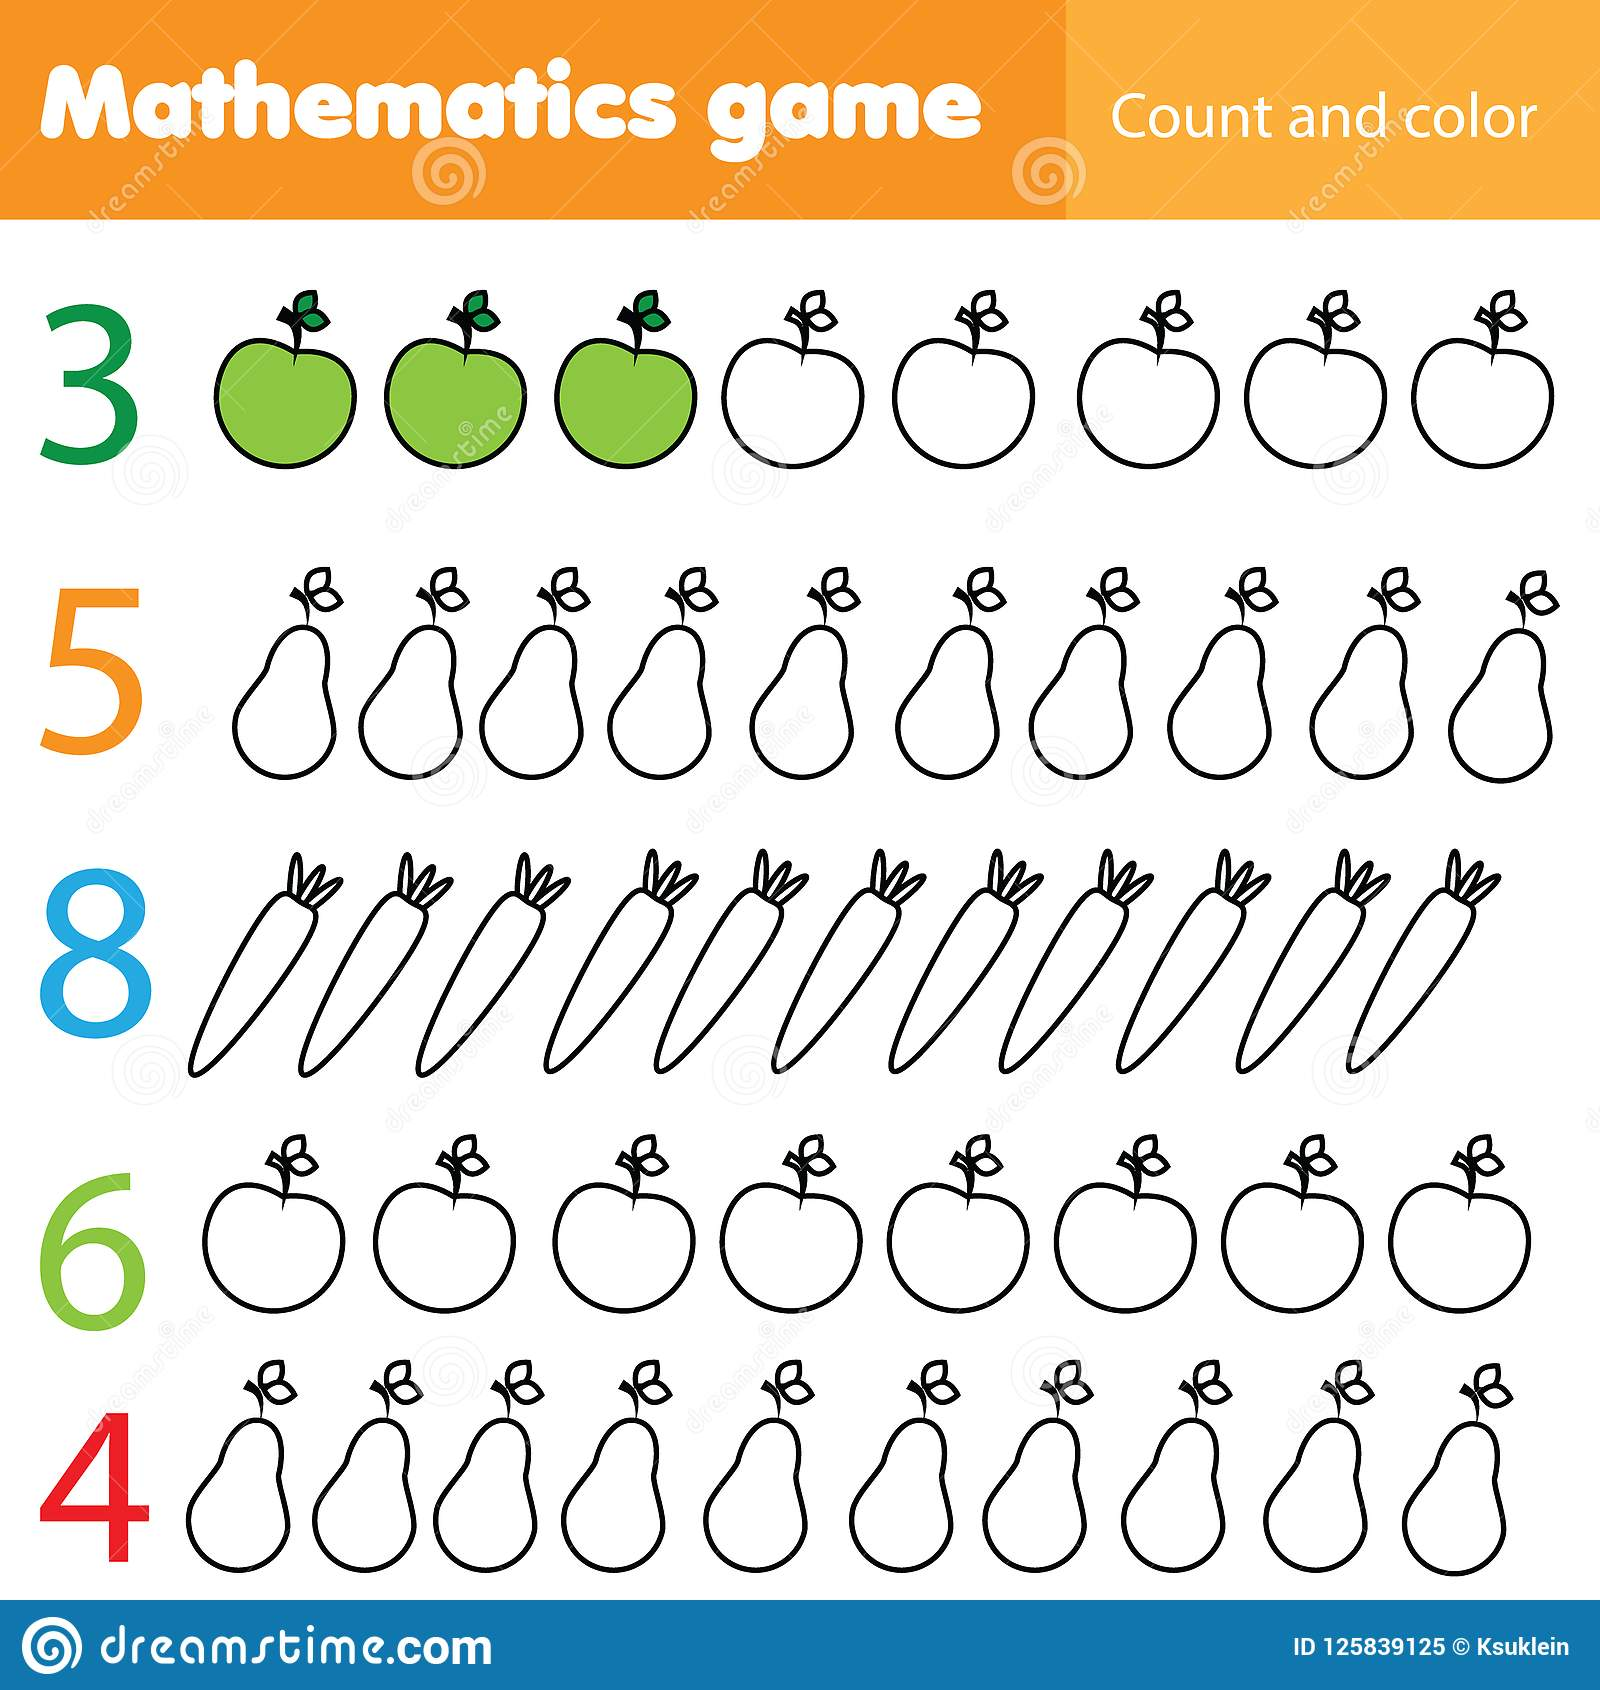 Mathematics game
Count and color
3
5
8
6
4
dreamstime.com
ID 125839125 © Ksuklein